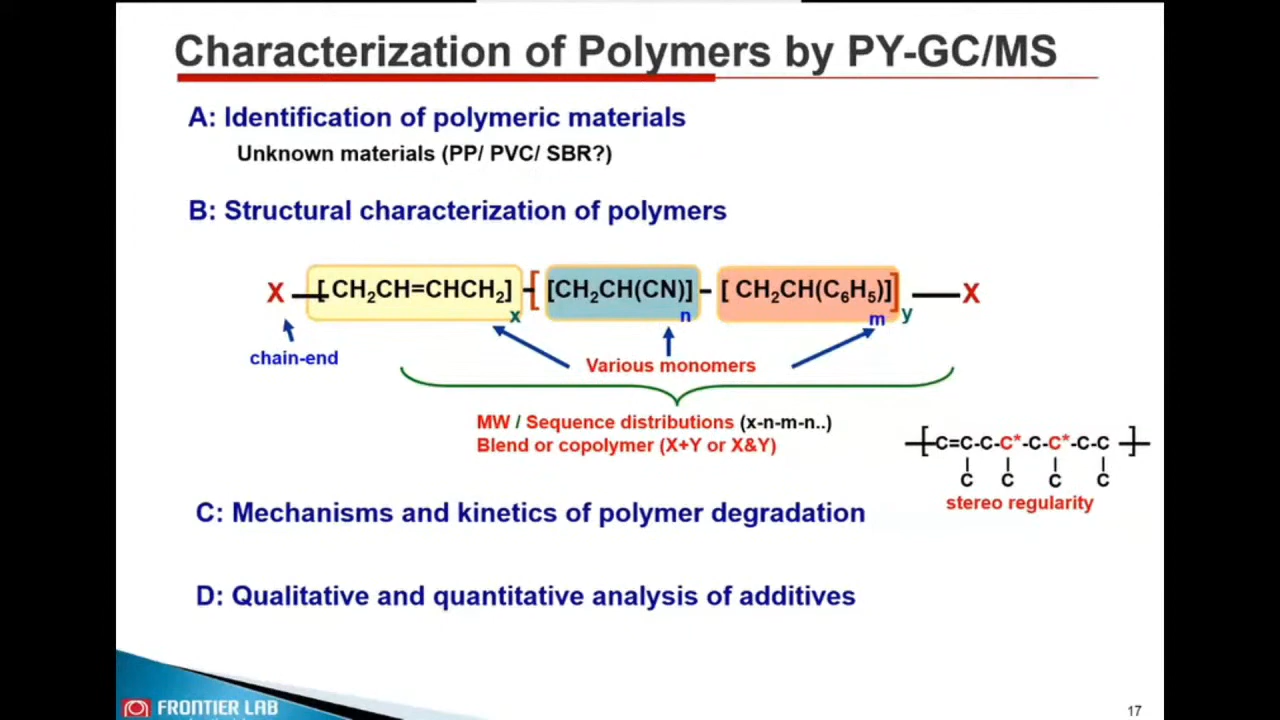 Characterization of Polymers by PY-GC/MS
A: Identification of polymeric materials
Unknown materials (PP/ PVC/ SBR?)
B: Structural characterization of polymers
X—[CH₂CH=CHCH₂]x-[[CH₂CH(CN)]n-[CH₂CH(C₆H₅)]m]y—X
chain-end
Various monomers
MW / Sequence distributions (x-n-m-n..)
Blend or copolymer (X+Y or X&Y)
[C=C-C-C*-C-C*-C-C]
C C C C
stereo regularity
C: Mechanisms and kinetics of polymer degradation
D: Qualitative and quantitative analysis of additives
FRONTIER LAB
17